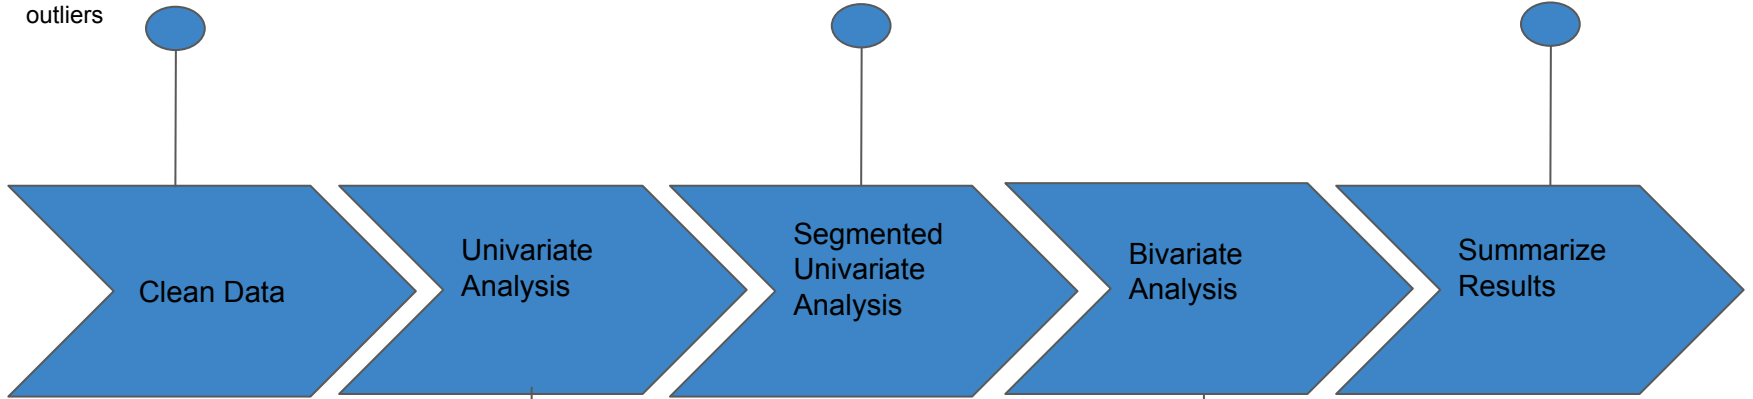 outliers
Clean Data
Univariate
Analysis
Segmented
Univariate
Analysis
Bivariate
Analysis
Summarize
Results